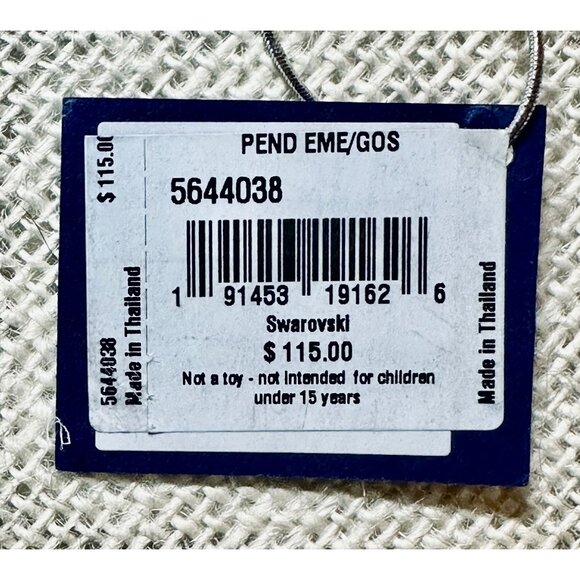 PEND EME/GOS
5644038
1 91453 19162 6
Swarovski
$ 115.00
Not a toy - not intended for children
under 15 years
Made in Thailand
$ 115.00
5644038
Made in Thailand